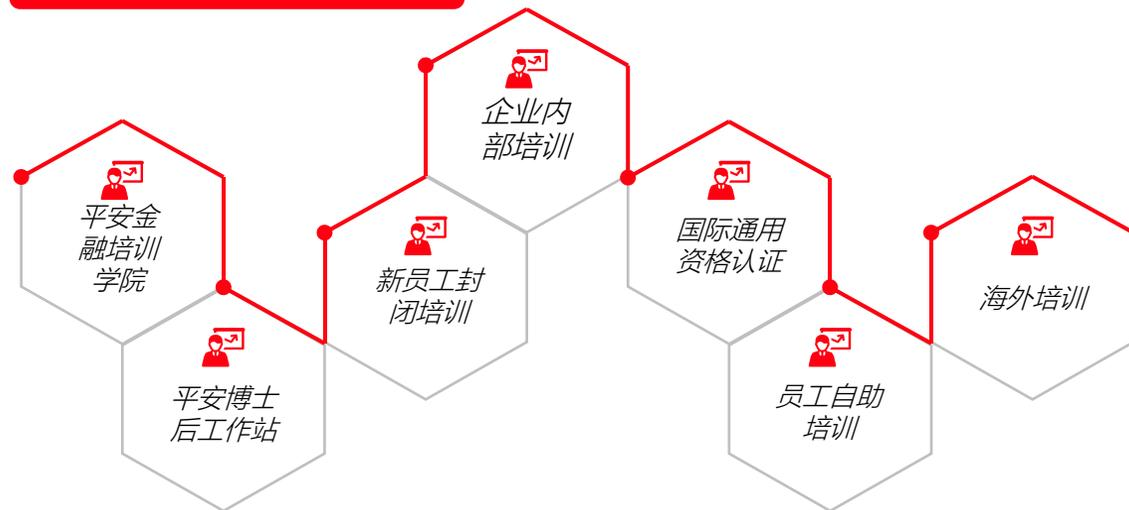 平安金
融培训
学院
平安博士
后工作站
新员工封
闭培训
企业内
部培训
国际通用
资格认证
员工自助
培训
海外培训